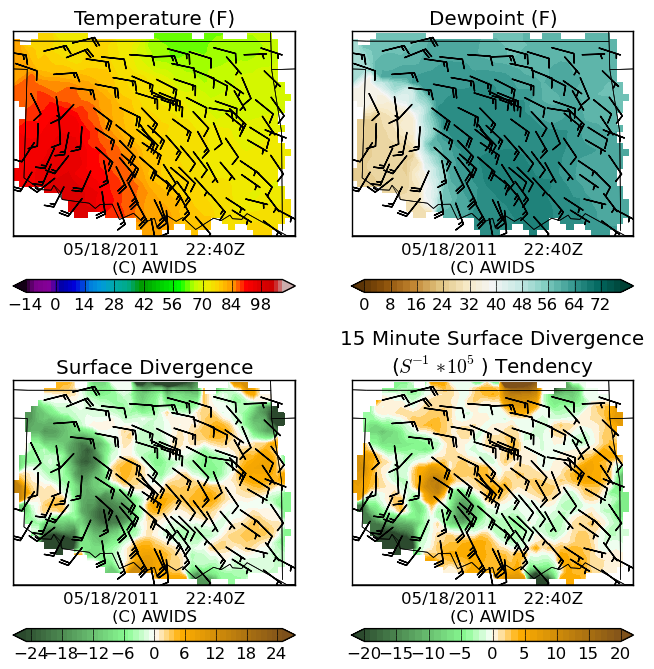 Temperature (F)
05/18/2011 22:40Z
(C) AWIDS
−14 0 14 28 42 56 70 84 98
Dewpoint (F)
05/18/2011 22:40Z
(C) AWIDS
0 8 16 24 32 40 48 56 64 72
Surface Divergence
05/18/2011 22:40Z
(C) AWIDS
−24 −18 −12 −6 0 6 12 18 24
15 Minute Surface Divergence
(S⁻¹ *10⁵ ) Tendency
05/18/2011 22:40Z
(C) AWIDS
−20 −15 −10 −5 0 5 10 15 20